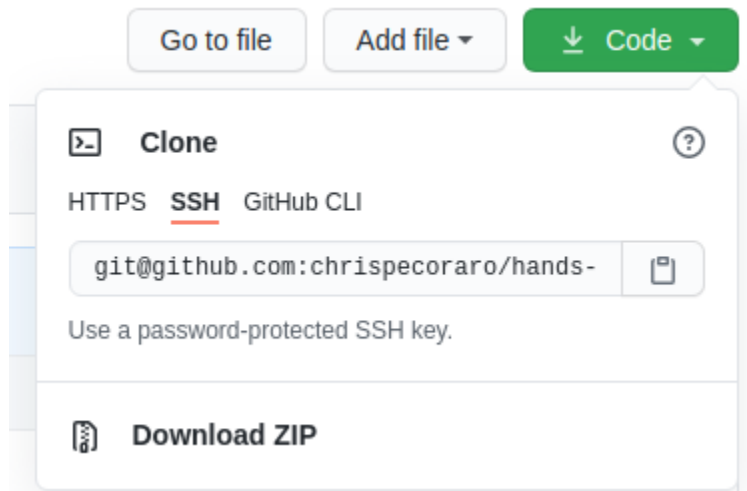 Go to file Add file Code
Clone
HTTPS SSH GitHub CLI
git@github.com:chrispecoraro/hands-
Use a password-protected SSH key.
Download ZIP